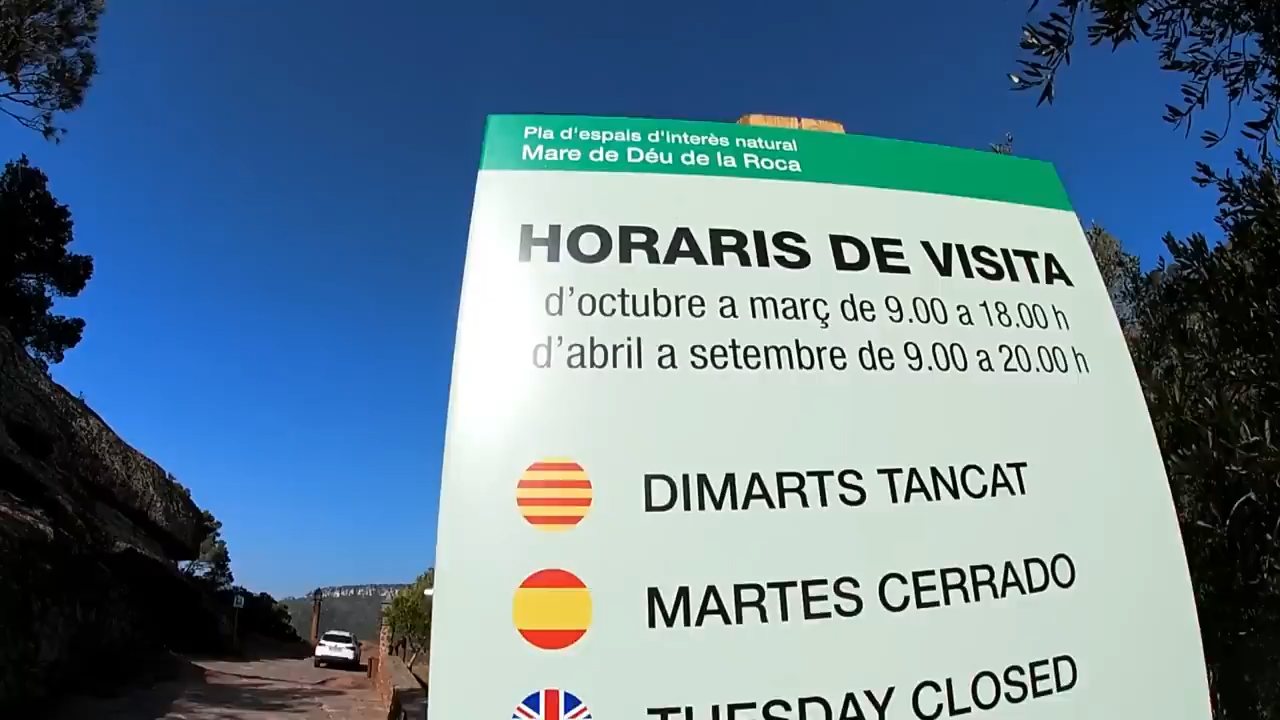 Pla d'espais d'interès natural
Mare de Déu de la Roca
HORARIS DE VISITA
d'octubre a març de 9.00 a 18.00 h
d'abril a setembre de 9.00 a 20.00 h
DIMARTS TANCAT
MARTES CERRADO
TUESDAY CLOSED